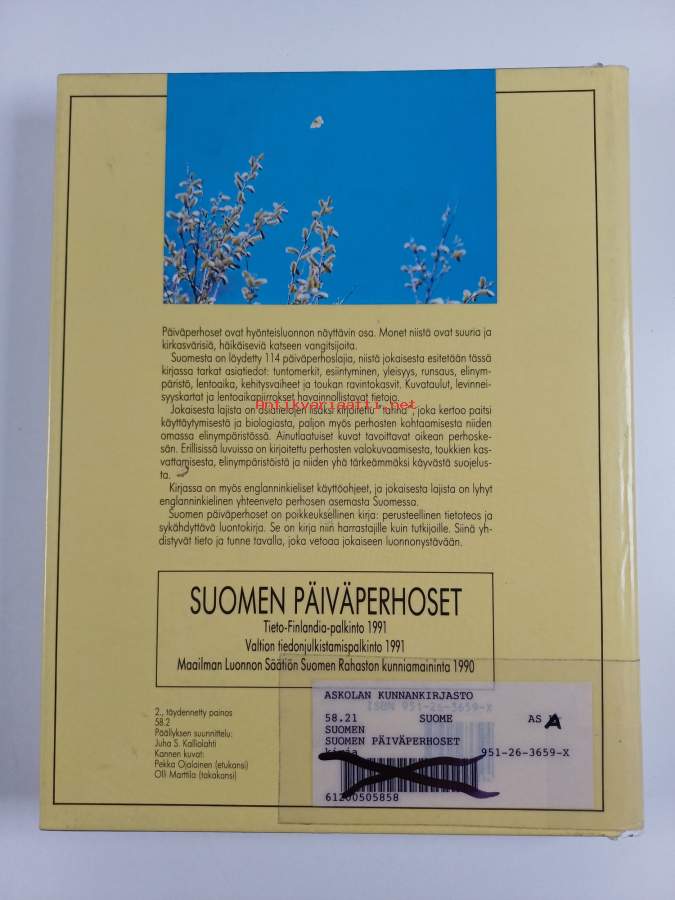 Päiväperhoset ovat hyönteisluonnon näyttävin osa. Monet niistä ovat suuria ja
kirkasvärisiä, häikäiseviä katseen vangitsijoita.
Suomesta on löydetty 114 päiväperhoslajia, niistä jokaisesta esitetään tässä
kirjassa tarkat asiatiedot: tuntomerkit, esiintyminen, yleisyys, runsaus, elinym-
päristö, lentoaika, kehitysvaiheet ja toukan ravintokasvit. Kuvataulut, levinnei-
syyskartat ja lentoaikapiirrokset havainnollistavat tietoja.
Antikvariaatti.net
Jokaisesta lajista on asiatietojen lisäksi kirjoitettu "tarina", joka kertoo paitsi
käyttäytymisestä ja biologiasta, paljon myös perhosten kohtaamisesta niiden
omassa elinympäristössä. Ainutlaatuiset kuvat tavoittavat oikean perhoske-
sän. Erillisissä luvuissa on kirjoitettu perhosten valokuvaamisesta, toukkien kas-
vattamisesta, elinympäristöistä ja niiden yhä tärkeämmäksi käyvästä suojelus-
ta.
Kirjassa on myös englanninkieliset käyttöohjeet, ja jokaisesta lajista on lyhyt
englanninkielinen yhteenveto perhosen asemasta Suomessa.
Suomen päiväperhoset on poikkeuksellinen kirja: perusteellinen tietoteos ja
sykähdyttävä luontokirja. Se on kirja niin harrastajille kuin tutkijoille. Siinä yh-
distyvät tieto ja tunne tavalla, joka vetoaa jokaiseen luonnonystävään.
SUOMEN PÄIVÄPERHOSET
Tieto-Finlandia-palkinto 1991
Valtion tiedonjulkistamispalkinto 1991
Maailman Luonnon Säätiön Suomen Rahaston kunniamaininta 1990
2., täydennetty painos
58.2
Päällyksen suunnittelu:
Juha S. Kalliolahti
Kannen kuvat:
Pekka Ojalainen (etukansi)
Olli Marttila (takakansi)
ASKOLAN KUNNANKIRJASTO
ISBN 951-26-3659-X
58.21 SUOME AS A
SUOMEN
SUOMEN PÄIVÄPERHOSET
kirja 951-26-3659-X
61200505858